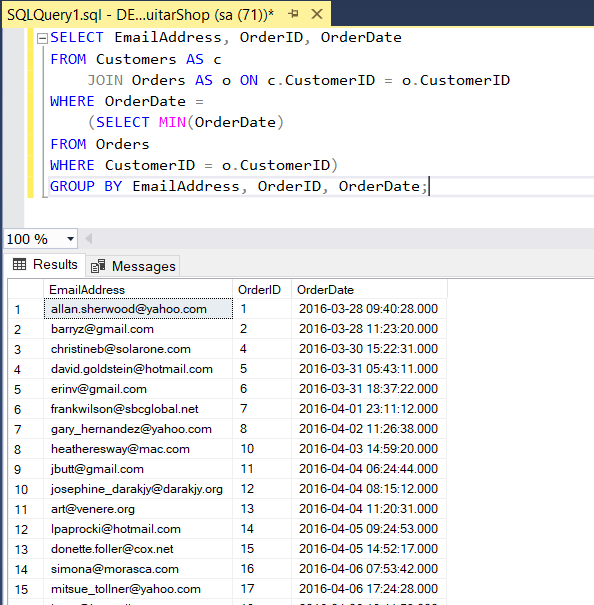 SQLQuery1.sql - DE...uitarShop (sa (71))*
SELECT EmailAddress, OrderID, OrderDate
FROM Customers AS c
JOIN Orders AS o ON c.CustomerID = o.CustomerID
WHERE OrderDate =
(SELECT MIN(OrderDate)
FROM Orders
WHERE CustomerID = o.CustomerID)
GROUP BY EmailAddress, OrderID, OrderDate;
100 %
Results Messages
EmailAddress OrderID OrderDate
1 allan.sherwood@yahoo.com 1 2016-03-28 09:40:28.000
2 barryz@gmail.com 2 2016-03-28 11:23:20.000
3 christineb@solarone.com 4 2016-03-30 15:22:31.000
4 david.goldstein@hotmail.com 5 2016-03-31 05:43:11.000
5 erinv@gmail.com 6 2016-03-31 18:37:22.000
6 frankwilson@sbcglobal.net 7 2016-04-01 23:11:12.000
7 gary_hernandez@yahoo.com 8 2016-04-02 11:26:38.000
8 heatheresway@mac.com 10 2016-04-03 14:59:20.000
9 jbutt@gmail.com 11 2016-04-04 06:24:44.000
10 josephine_darakjy@darakjy.org 12 2016-04-04 08:15:12.000
11 art@venere.org 13 2016-04-04 11:20:31.000
12 lpaprocki@hotmail.com 14 2016-04-05 09:24:53.000
13 donette.foller@cox.net 15 2016-04-05 14:52:17.000
14 simona@morasca.com 16 2016-04-06 07:53:42.000
15 mitsue_tollner@yahoo.com 17 2016-04-06 17:24:28.000